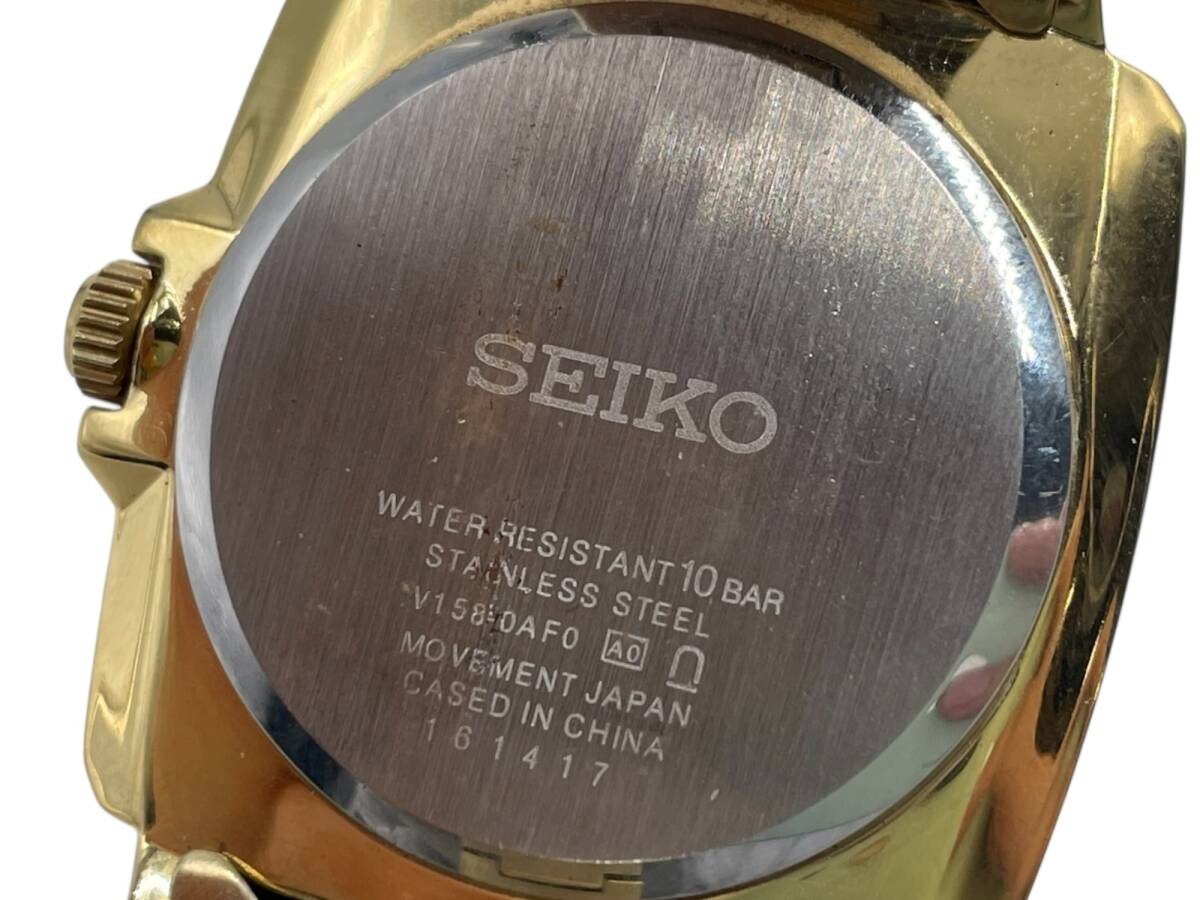 SEIKO
WATER RESISTANT 10 BAR
STAINLESS STEEL
V158-0AF0 A0
MOVEMENT JAPAN
CASED IN CHINA
161417